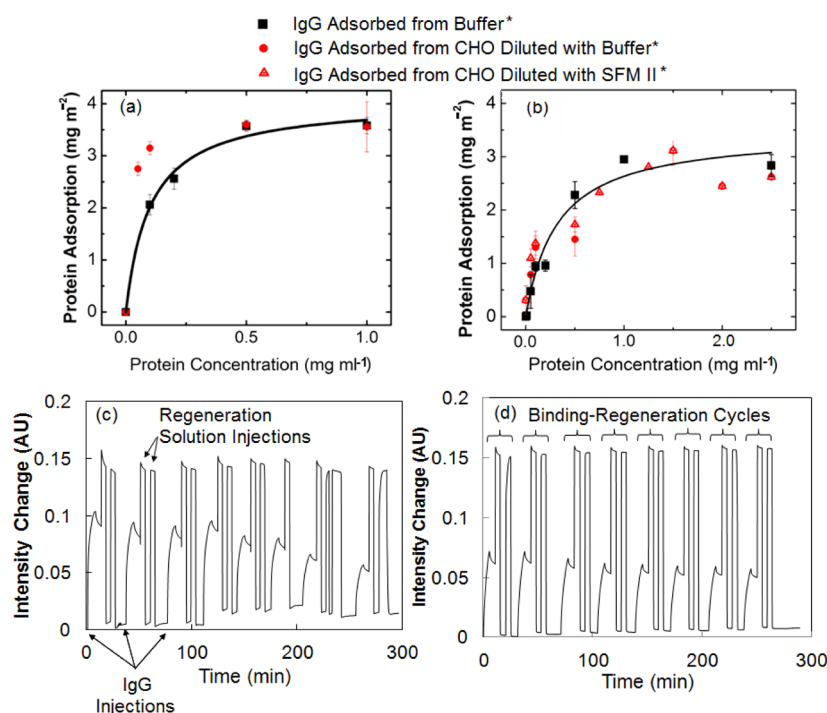 IgG Adsorbed from Buffer*
IgG Adsorbed from CHO Diluted with Buffer*
IgG Adsorbed from CHO Diluted with SFM II*
(a)
Protein Adsorption (mg m⁻²)
4
3
2
1
0
0.0
0.5
1.0
Protein Concentration (mg ml⁻¹)
(b)
Protein Adsorption (mg m⁻²)
4
3
2
1
0
0.0
1.0
2.0
Protein Concentration (mg ml⁻¹)
(c)
Regeneration
Solution Injections
Intensity Change (AU)
0.2
0.15
0.1
0.05
0
0
100
200
300
Time (min)
IgG
Injections
(d)
Binding-Regeneration Cycles
Intensity Change (AU)
0.2
0.15
0.1
0.05
0
0
100
200
300
Time (min)